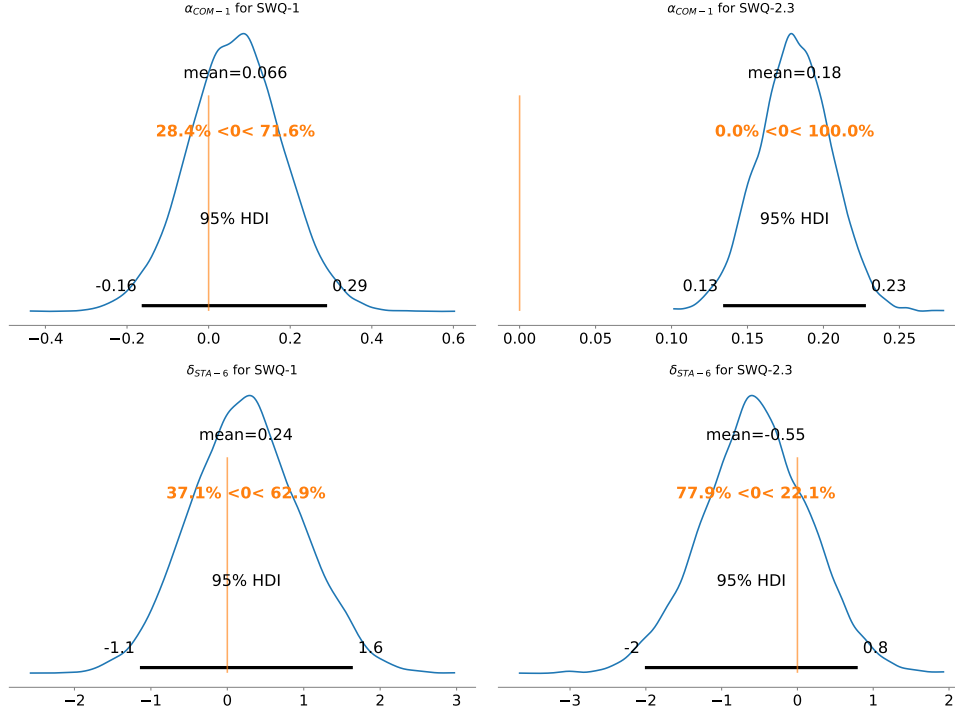 α_COM−1 for SWQ-1
mean=0.066
28.4% <0< 71.6%
95% HDI
-0.16
0.29
−0.4 −0.2 0.0 0.2 0.4 0.6
α_COM−1 for SWQ-2.3
mean=0.18
0.0% <0< 100.0%
95% HDI
0.13
0.23
0.00 0.05 0.10 0.15 0.20 0.25
δ_STA−6 for SWQ-1
mean=0.24
37.1% <0< 62.9%
95% HDI
-1.1
1.6
−2 −1 0 1 2 3
δ_STA−6 for SWQ-2.3
mean=-0.55
77.9% <0< 22.1%
95% HDI
-2
0.8
−3 −2 −1 0 1 2